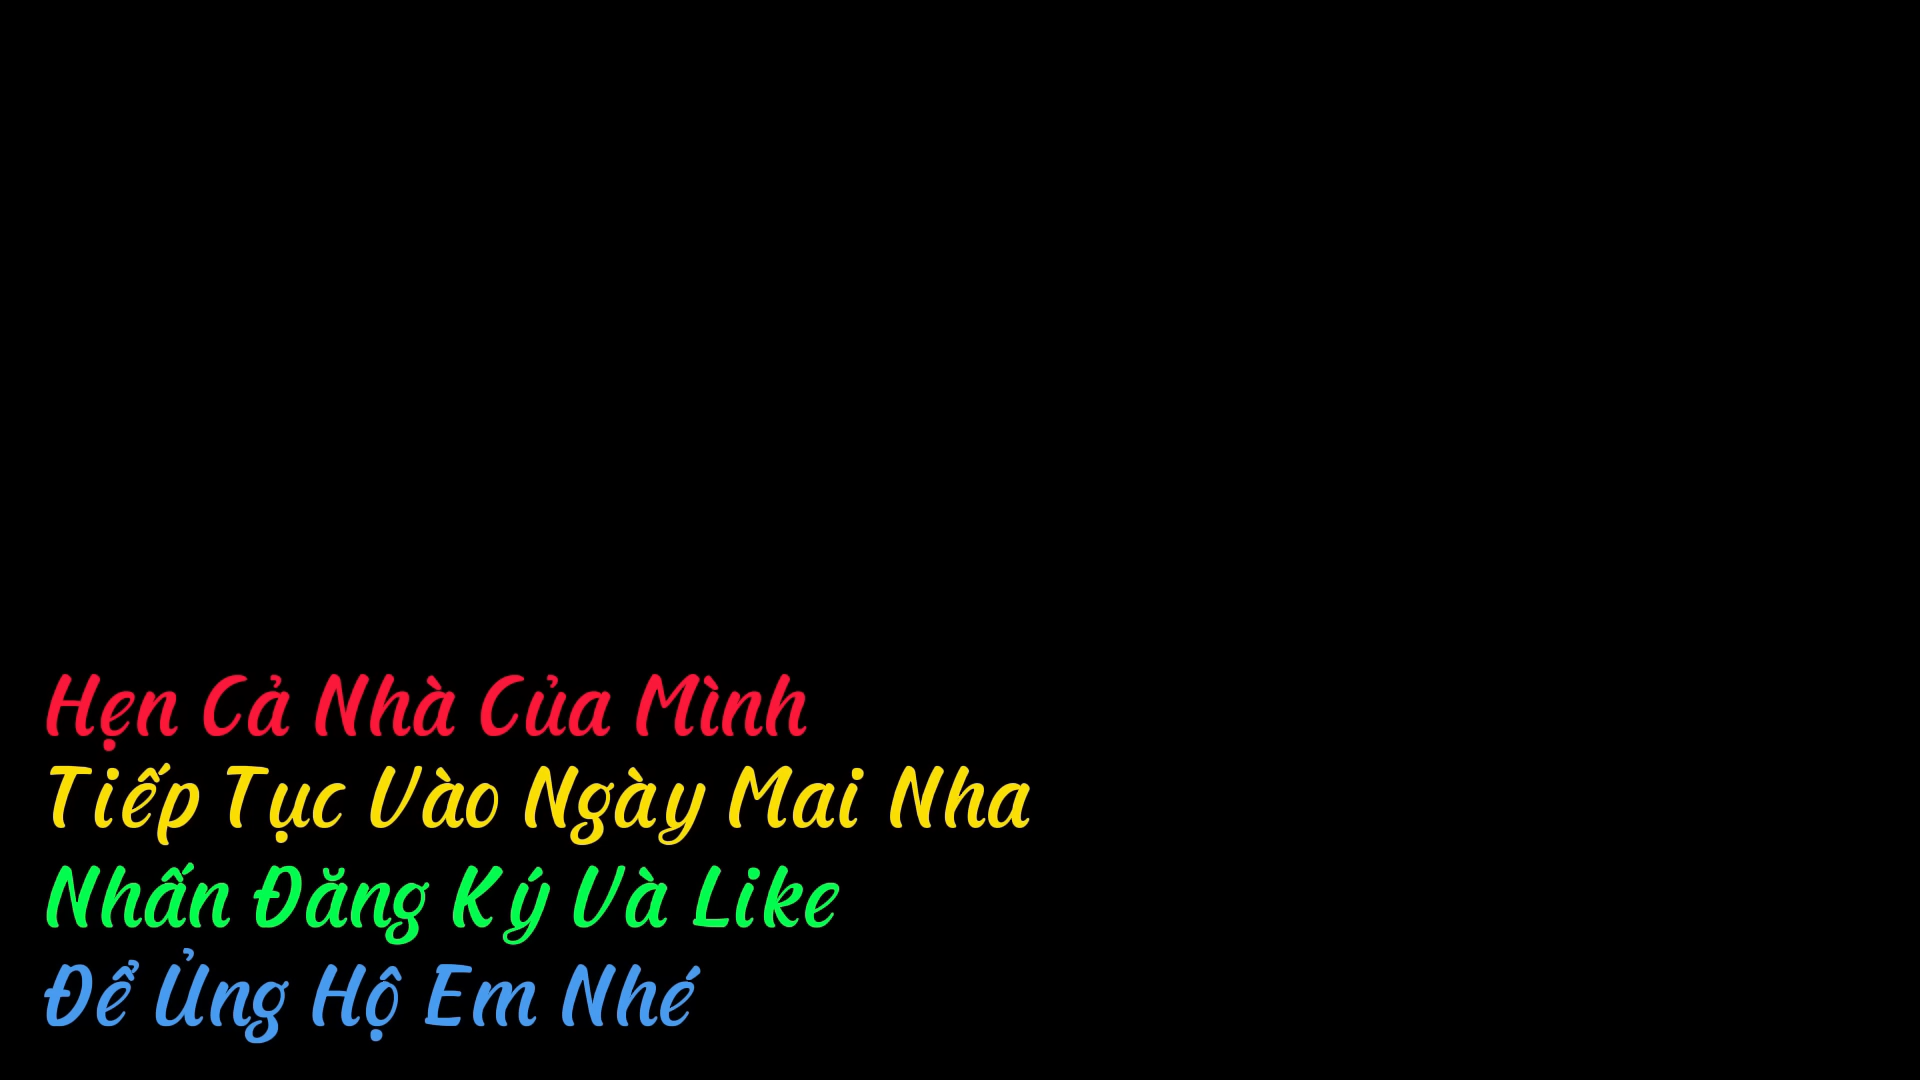 Hẹn Cả Nhà Của Mình
Tiếp Tục Vào Ngày Mai Nha
Nhấn Đăng Ký Và Like
Để Ủng Hộ Em Nhé